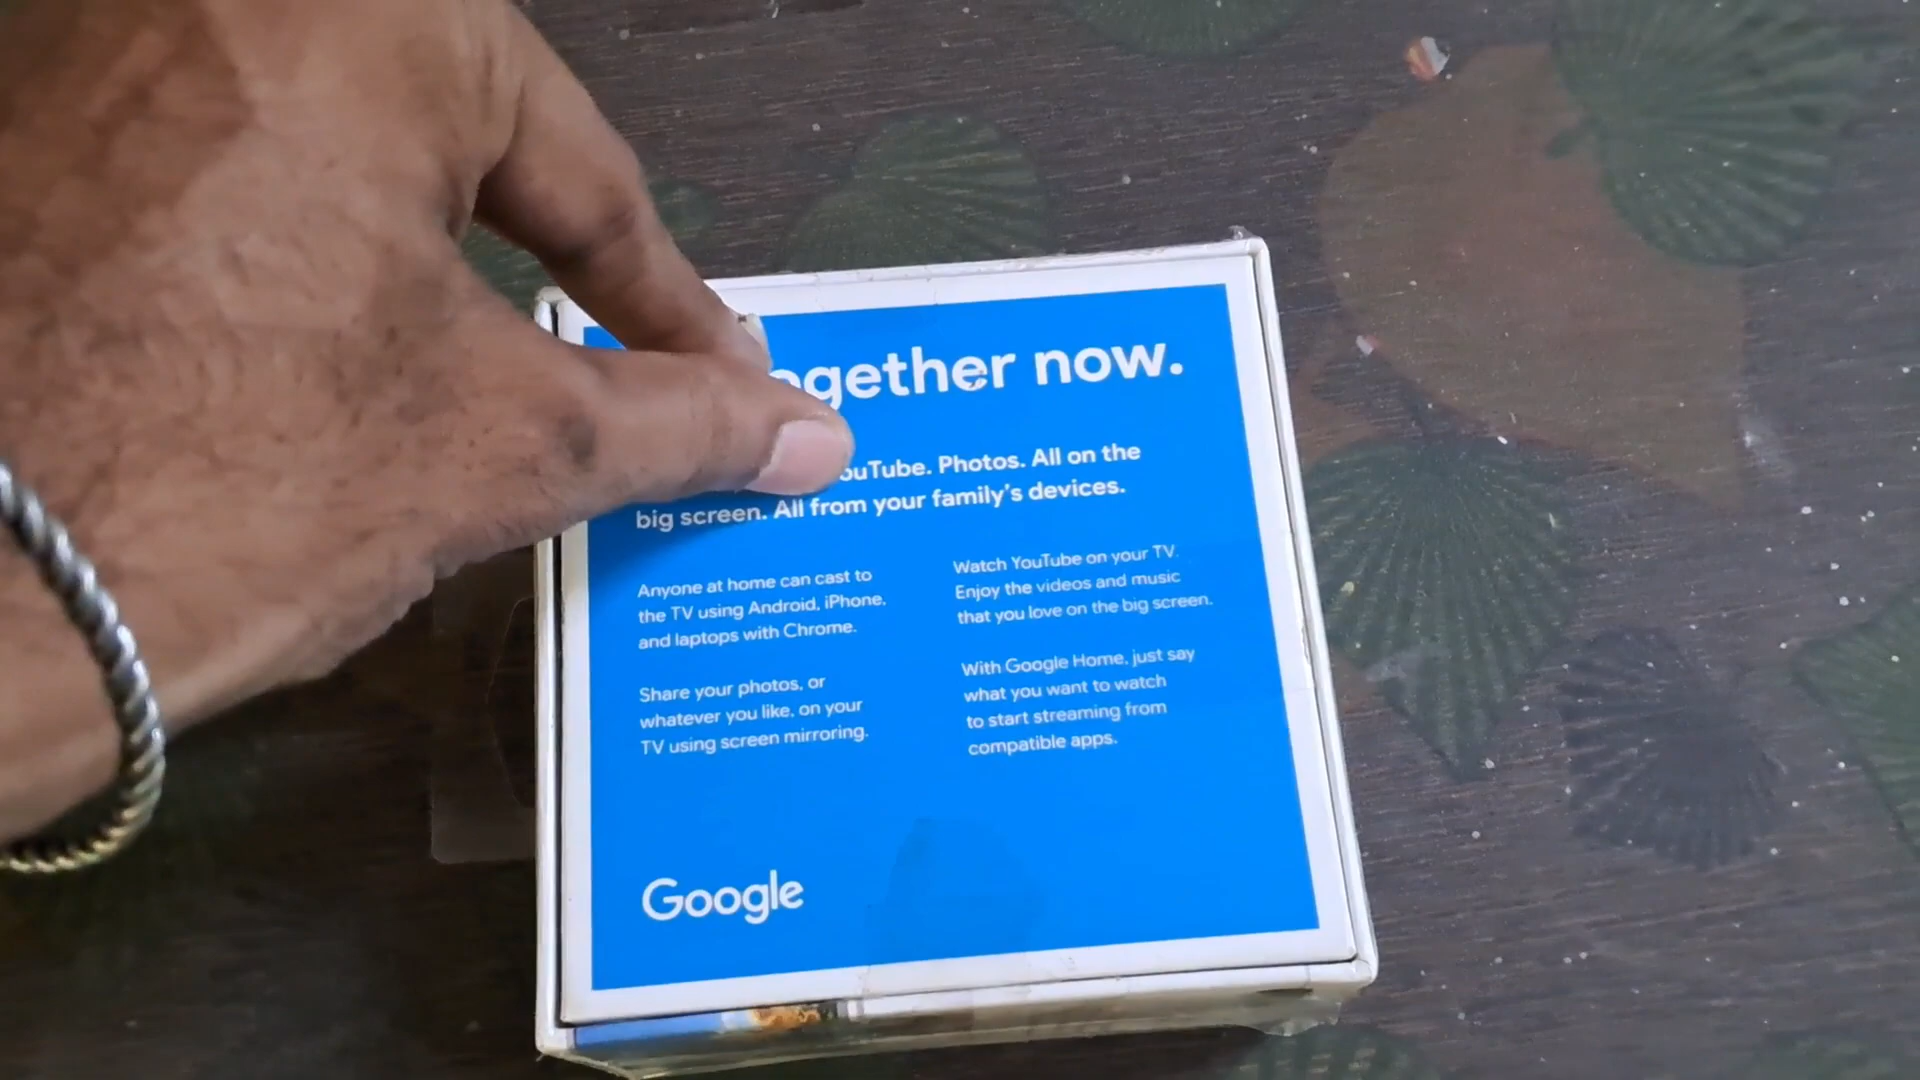 now.
Photos. All on the
big screen. All from your family's devices.
Anyone at home can cast to
the TV using Android, iPhone,
and laptops with Chrome.
Share your photos, or
whatever you like, on your
TV using screen mirroring.
Watch YouTube on your TV.
Enjoy the videos and music
that you love on the big screen.
With Google Home, just say
what you want to watch
to start streaming from
compatible apps.
Google